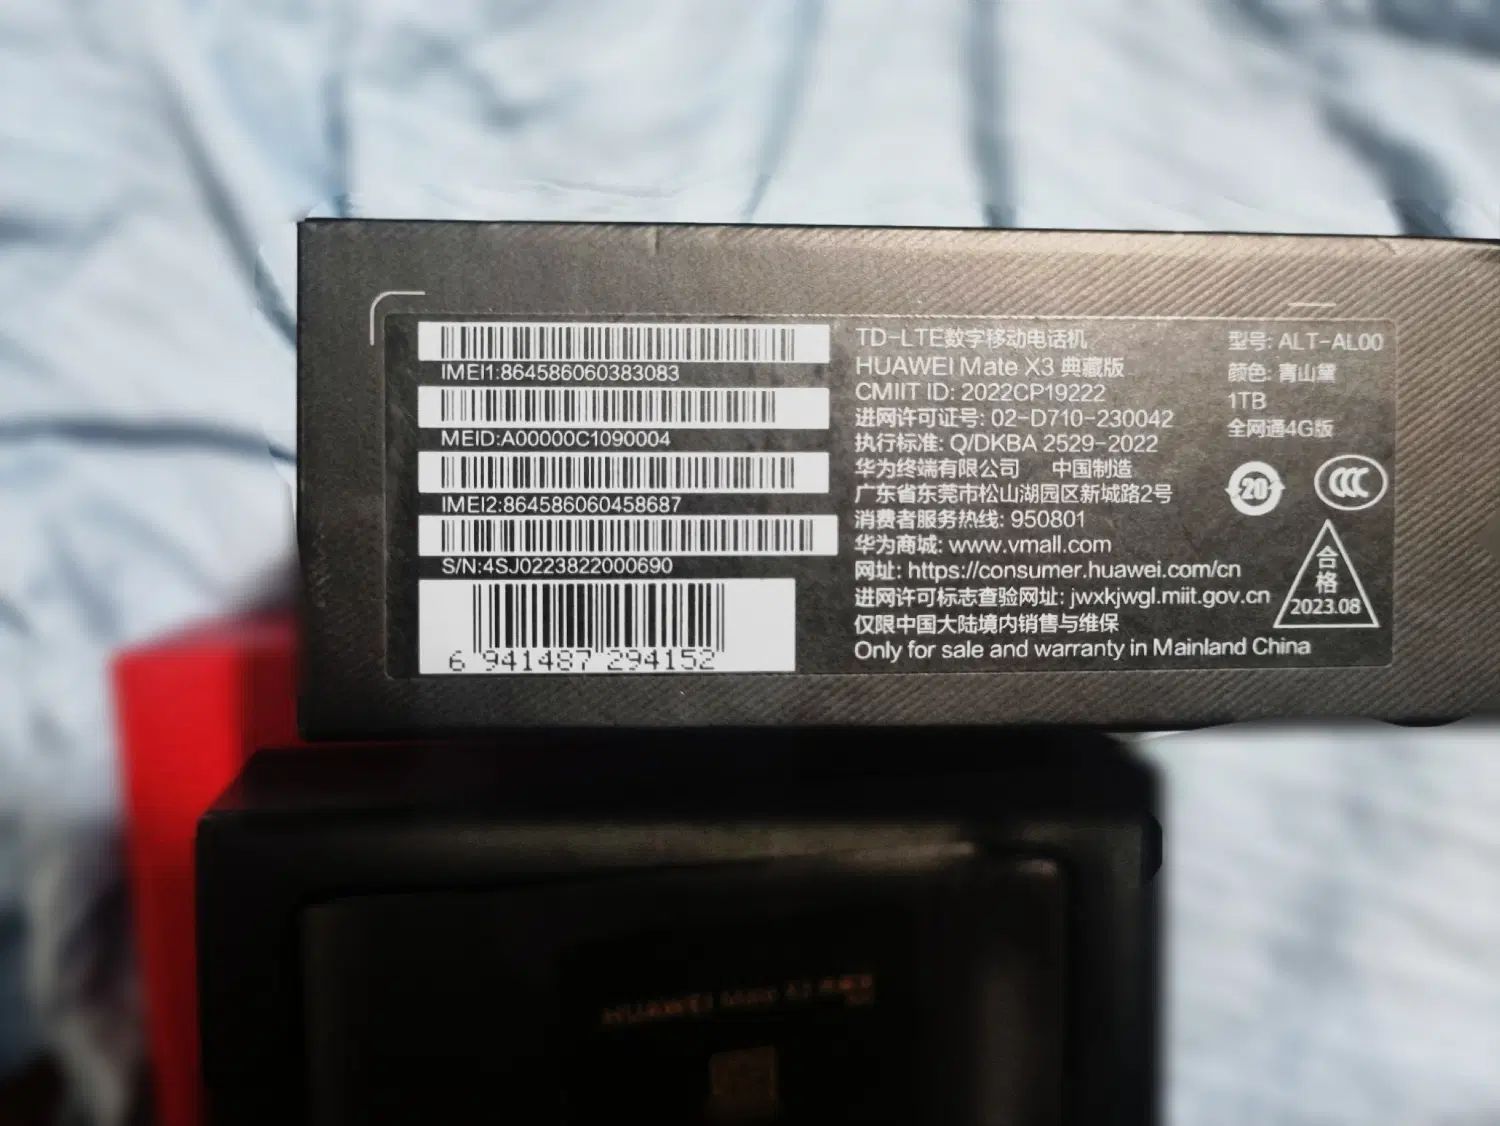 IMEI1:864586060383083
MEID:A00000C1090004
IMEI2:864586060458687
S/N:4SJ0223822000690
6 941487 294152
TD-LTE数字移动电话机
HUAWEI Mate X3 典藏版
CMIIT ID: 2022CP19222
进网许可证号: 02-D710-230042
执行标准: Q/DKBA 2529-2022
华为终端有限公司 中国制造
广东省东莞市松山湖园区新城路2号
消费者服务热线: 950801
华为商城: www.vmall.com
网址: https://consumer.huawei.com/cn
进网许可标志查验网址: jwxkjwgl.miit.gov.cn
仅限中国大陆境内销售与维保
Only for sale and warranty in Mainland China
型号: ALT-AL00
颜色: 青山黛
1TB
全网通4G版
20
CCC
合
格
2023.08
HUAWEI Mate X3